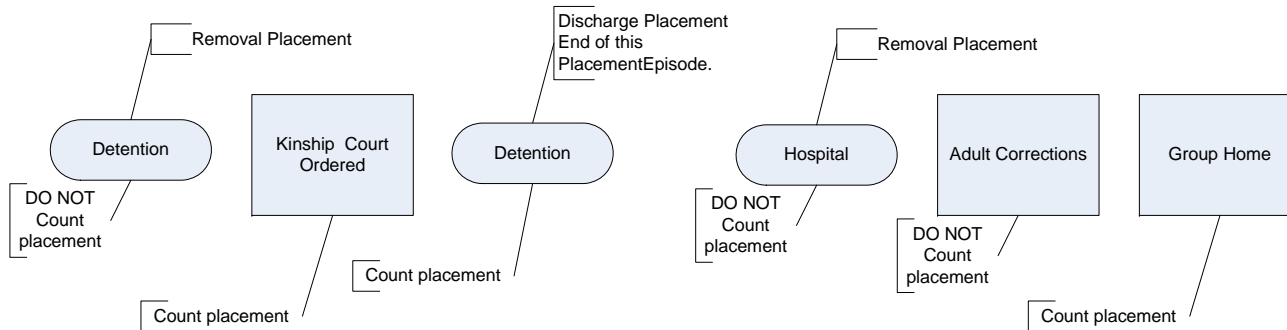 Removal Placement
Discharge Placement
End of this
PlacementEpisode.
Removal Placement
Detention
Kinship  Court
Ordered
Detention
Hospital
Adult Corrections
Group Home
DO NOT
Count
placement
DO NOT
Count
placement
DO NOT
Count
placement
Count placement
Count placement
Count placement